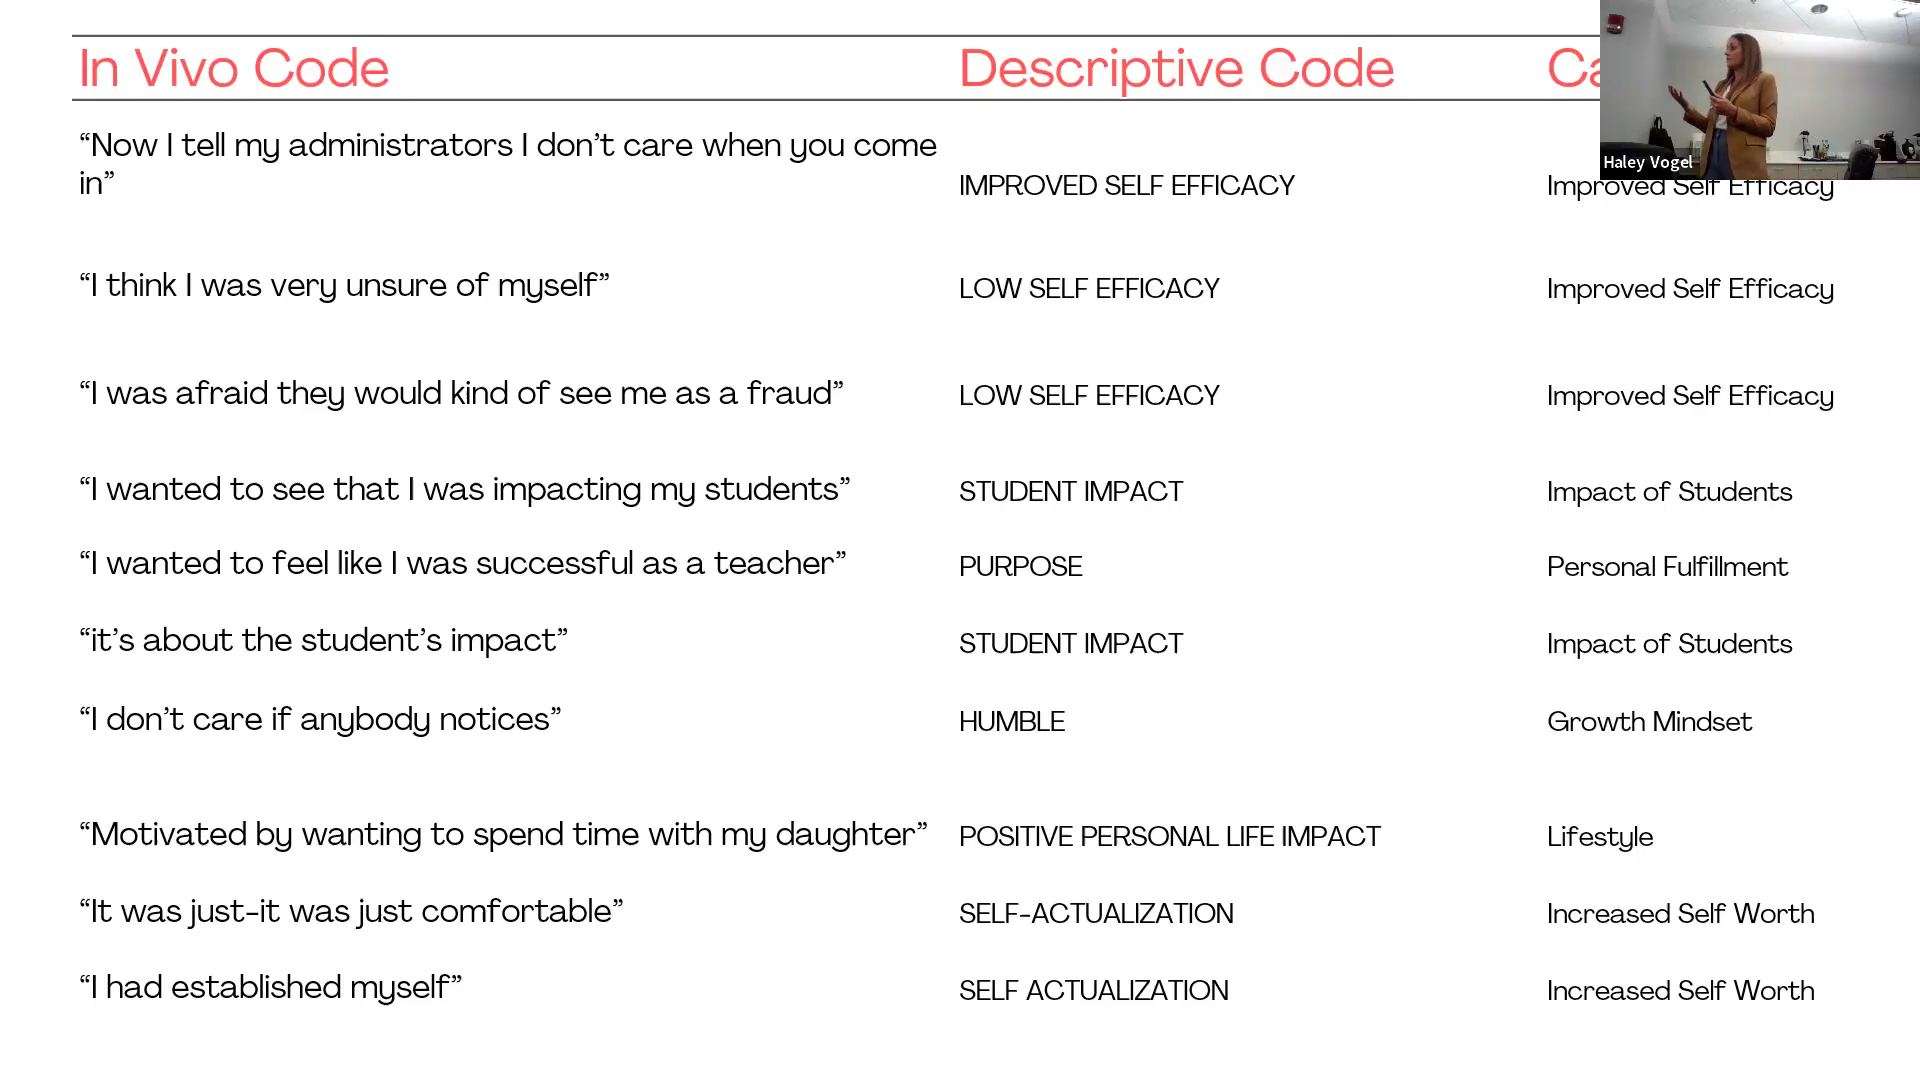 In Vivo Code Descriptive Code Ca
“Now I tell my administrators I don’t care when you come
in” IMPROVED SELF EFFICACY Improved Self Efficacy
Haley Vogel
“I think I was very unsure of myself” LOW SELF EFFICACY Improved Self Efficacy
“I was afraid they would kind of see me as a fraud” LOW SELF EFFICACY Improved Self Efficacy
“I wanted to see that I was impacting my students” STUDENT IMPACT Impact of Students
“I wanted to feel like I was successful as a teacher” PURPOSE Personal Fulfillment
“it’s about the student’s impact” STUDENT IMPACT Impact of Students
“I don’t care if anybody notices” HUMBLE Growth Mindset
“Motivated by wanting to spend time with my daughter” POSITIVE PERSONAL LIFE IMPACT Lifestyle
“It was just-it was just comfortable” SELF-ACTUALIZATION Increased Self Worth
“I had established myself” SELF ACTUALIZATION Increased Self Worth